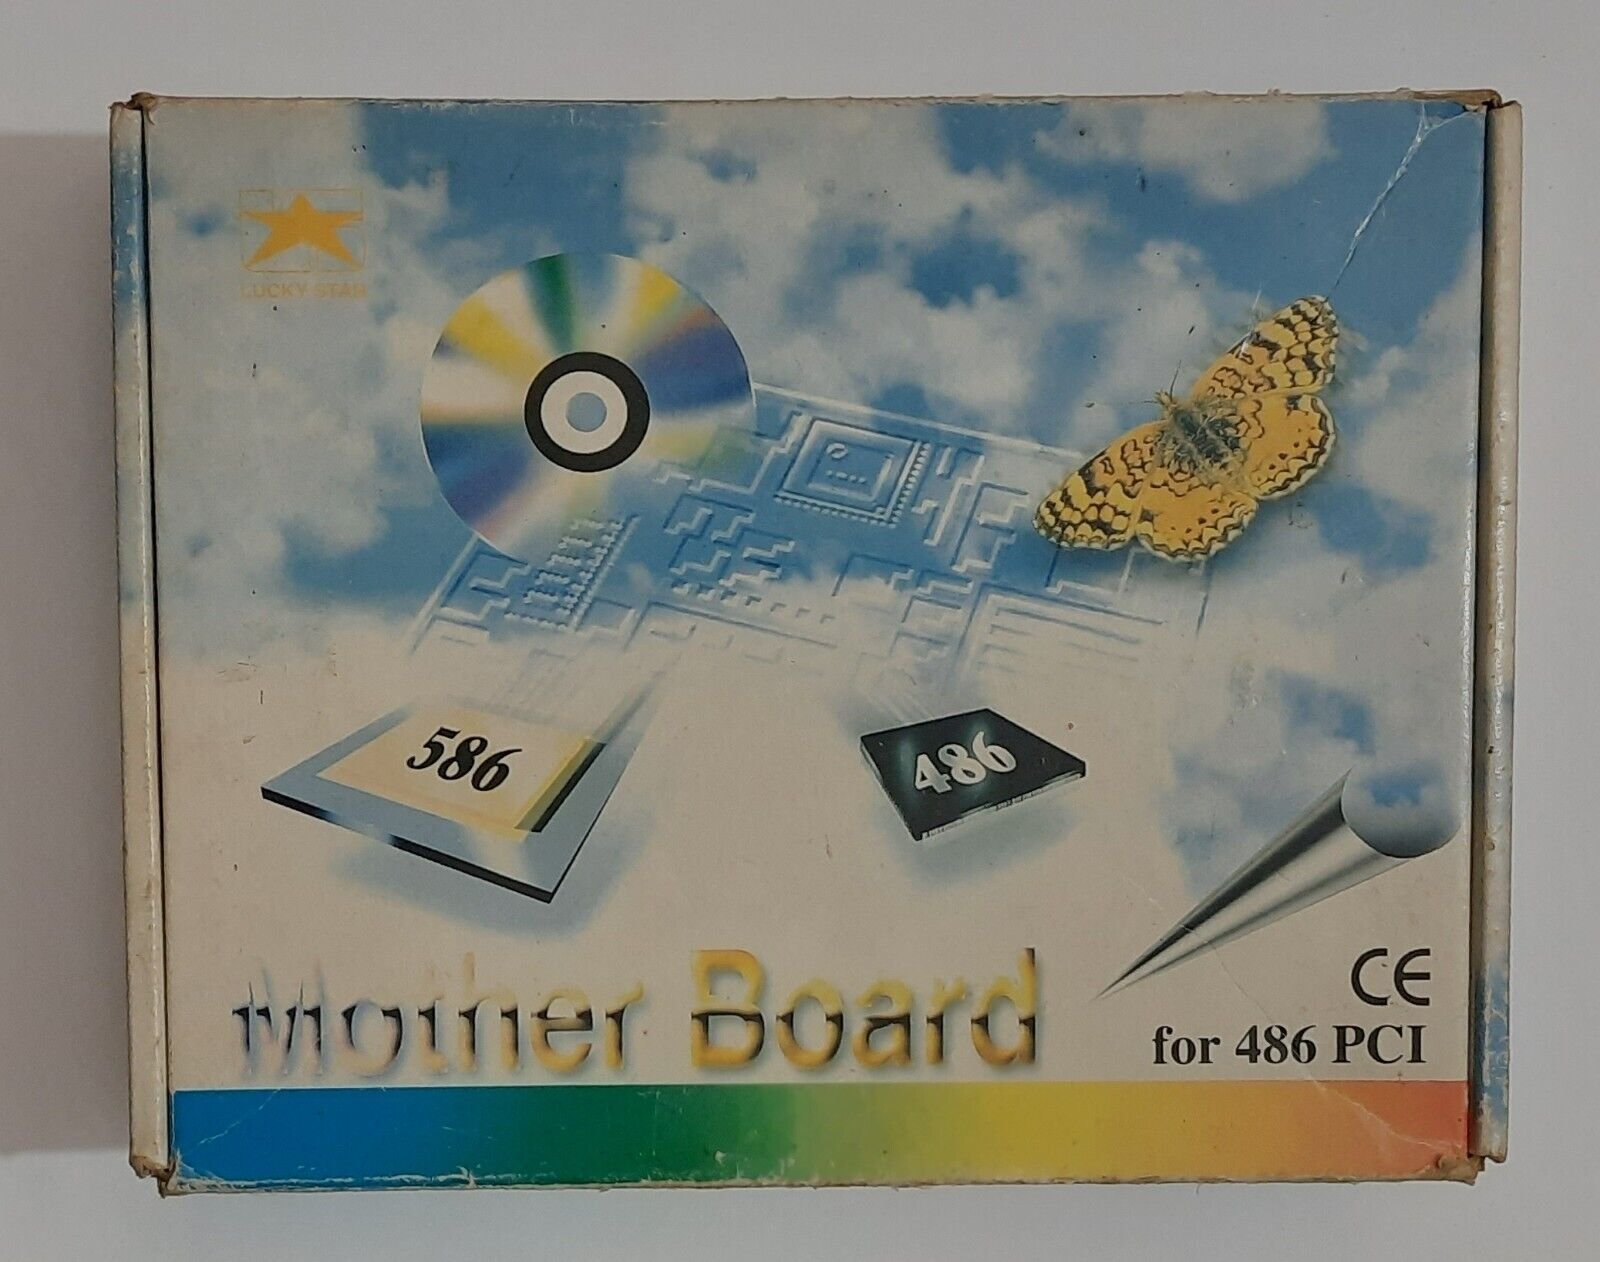 LUCKY STAR
586
486
Mother Board
CE
for 486 PCI